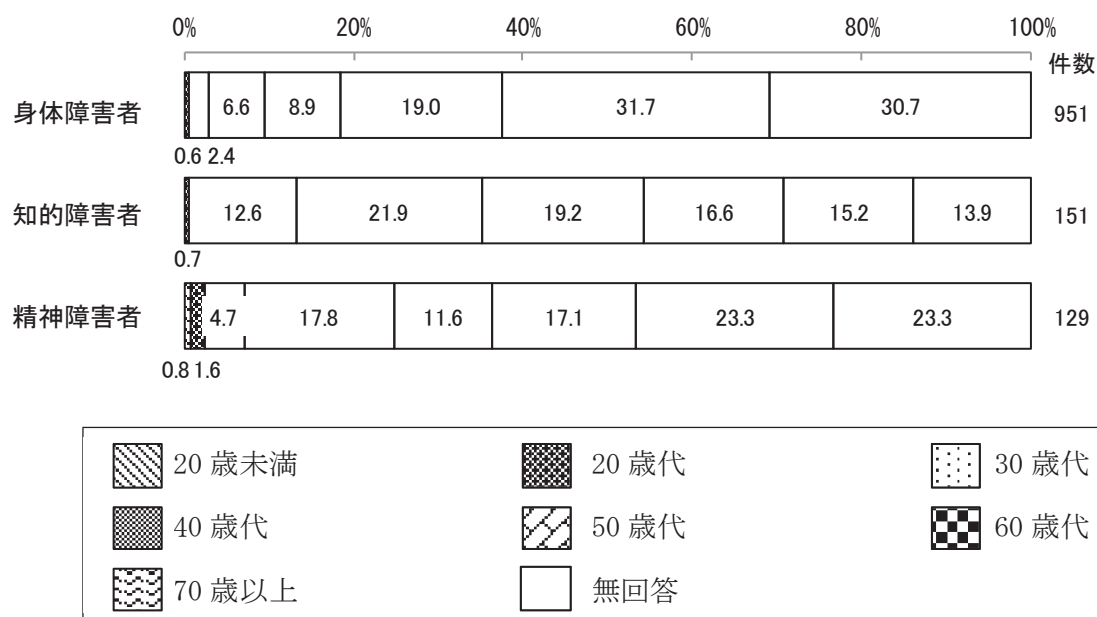 0% 20% 40% 60% 80% 100%
件数
身体障害者 6.6 8.9 19.0 31.7 30.7 951
0.6 2.4
知的障害者 12.6 21.9 19.2 16.6 15.2 13.9 151
0.7
精神障害者 4.7 17.8 11.6 17.1 23.3 23.3 129
0.8 1.6
20 歳未満 20 歳代 30 歳代
40 歳代 50 歳代 60 歳代
70 歳以上 無回答